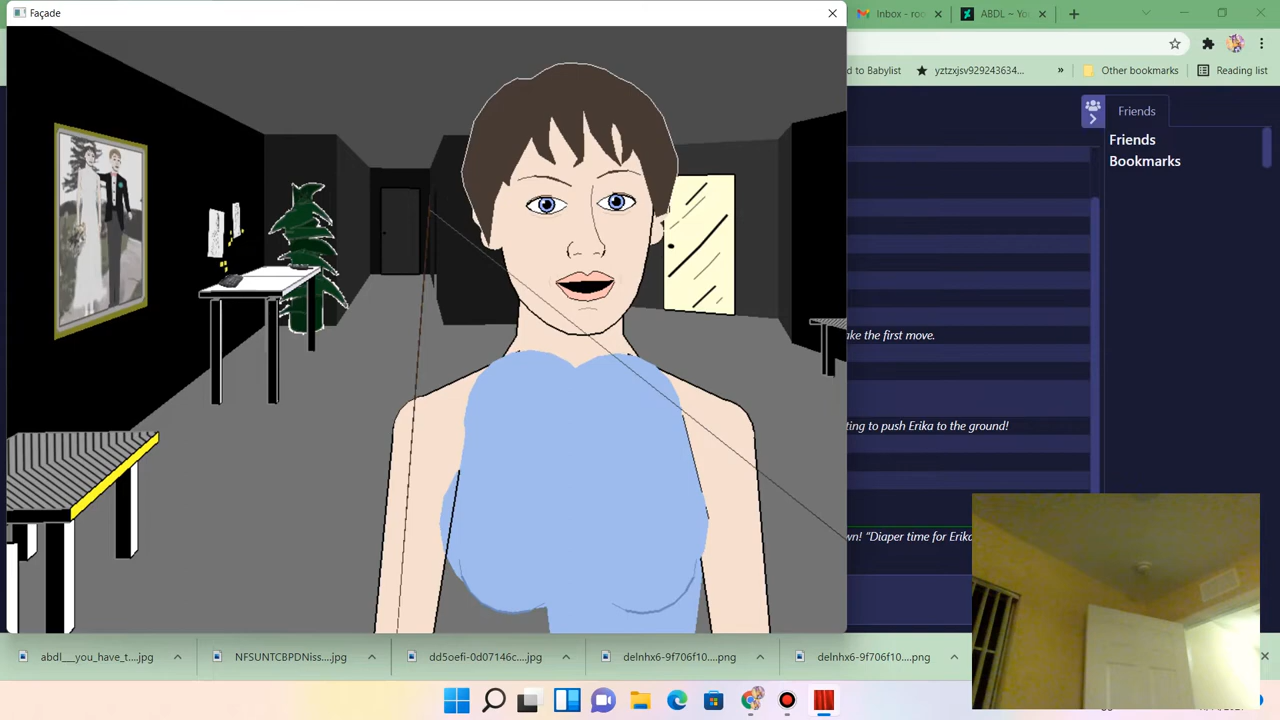 Façade
Inbox - roo
ABDL ~ Yo
d to Babylist
yztzxjsv929243634...
»
Other bookmarks
Reading list
Friends
Friends
Bookmarks
ake the first move.
ting to push Erika to the ground!
wn! "Diaper time for Erika
abdl___you_have_t....jpg
NFSUNTCBPDNiss....jpg
dd5oefi-0d07146c....jpg
delnhx6-9f706f10....png
delnhx6-9f706f10....png